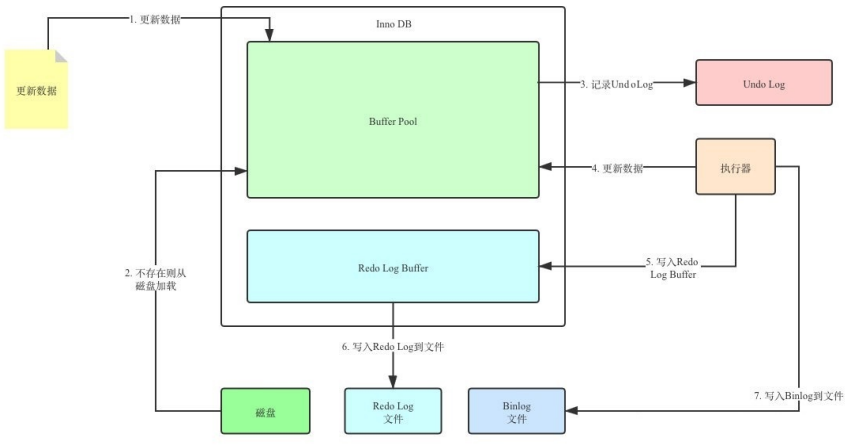 1. 更新数据
Inno DB
更新数据
Buffer Pool
3. 记录UndoLog
Undo Log
4. 更新数据
执行器
2. 不存在则从
磁盘加载
Redo Log Buffer
5. 写入Redo
Log Buffer
6. 写入Redo Log到文件
7. 写入Binlog到文件
磁盘
Redo Log
文件
Binlog
文件